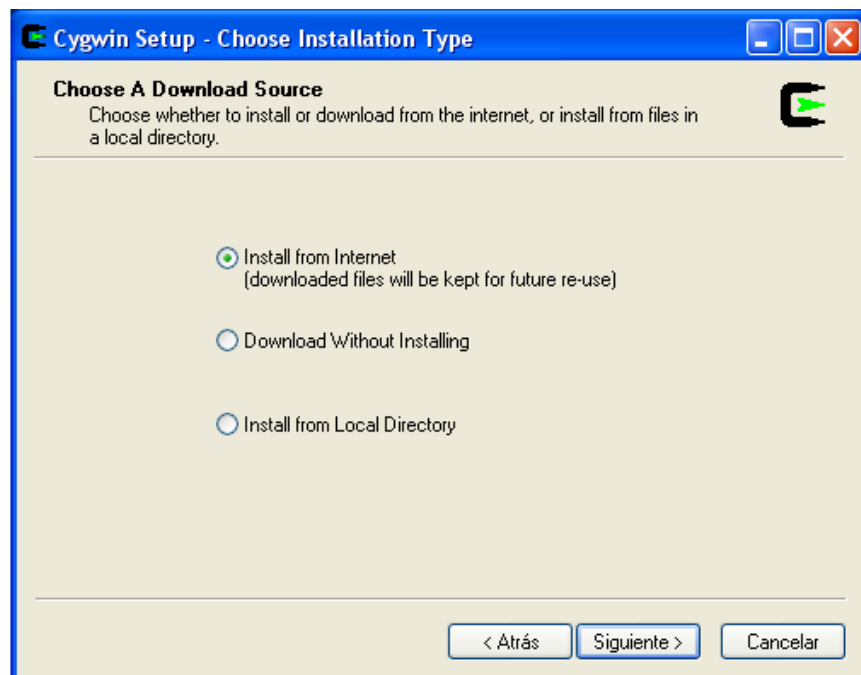 Cygwin Setup - Choose Installation Type
Choose A Download Source
Choose whether to install or download from the internet, or install from files in
a local directory.
Install from Internet
(downloaded files will be kept for future re-use)
Download Without Installing
Install from Local Directory
< Atrás
Siguiente >
Cancelar